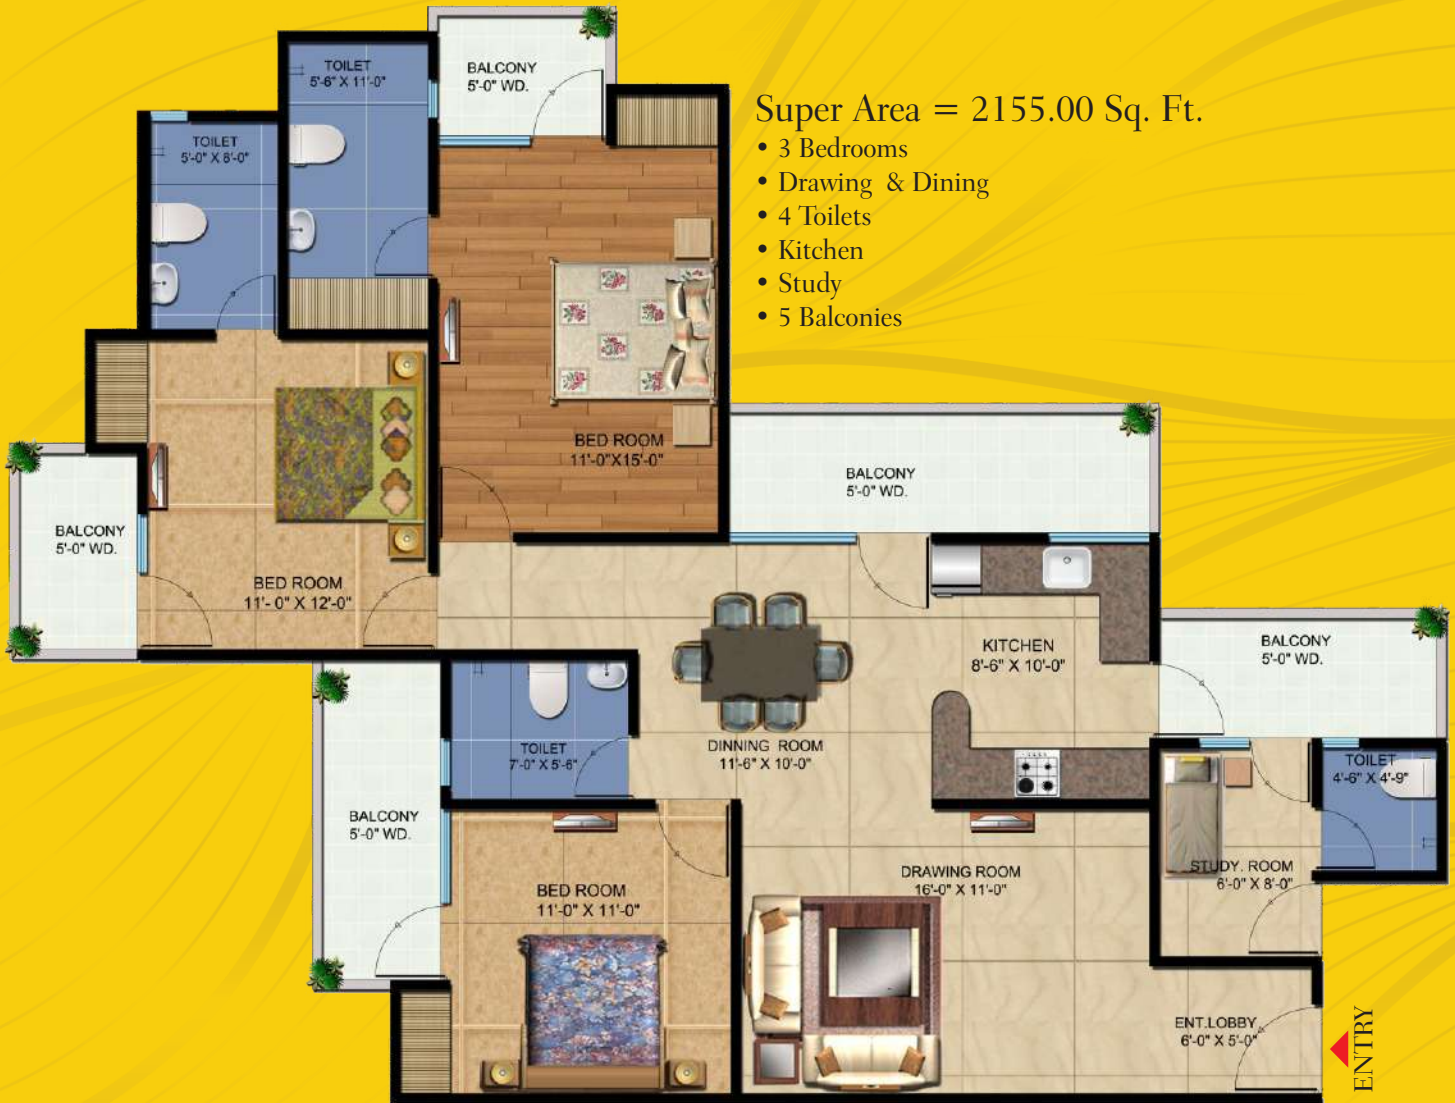 TOILET
5'-6" X 11'-0"
BALCONY
5'-0" WD.
TOILET
5'-0" X 8'-0"
Super Area = 2155.00 Sq. Ft.
• 3 Bedrooms
• Drawing & Dining
• 4 Toilets
• Kitchen
• Study
• 5 Balconies
BED ROOM
11'-0"X15'-0"
BALCONY
5'-0" WD.
BALCONY
5'-0" WD.
BED ROOM
11'- 0" X 12'-0"
KITCHEN
8'-6" X 10'-0"
BALCONY
5'-0" WD.
TOILET
7'-0" X 5'-6"
DINNING ROOM
11'-6" X 10'-0"
TOILET
4'-6" X 4'-9"
BALCONY
5'-0" WD.
BED ROOM
11'-0" X 11'-0"
DRAWING ROOM
16'-0" X 11'-0"
STUDY. ROOM
6'-0" X 8'-0"
ENT.LOBBY
6'-0" X 5'-0"
ENTRY